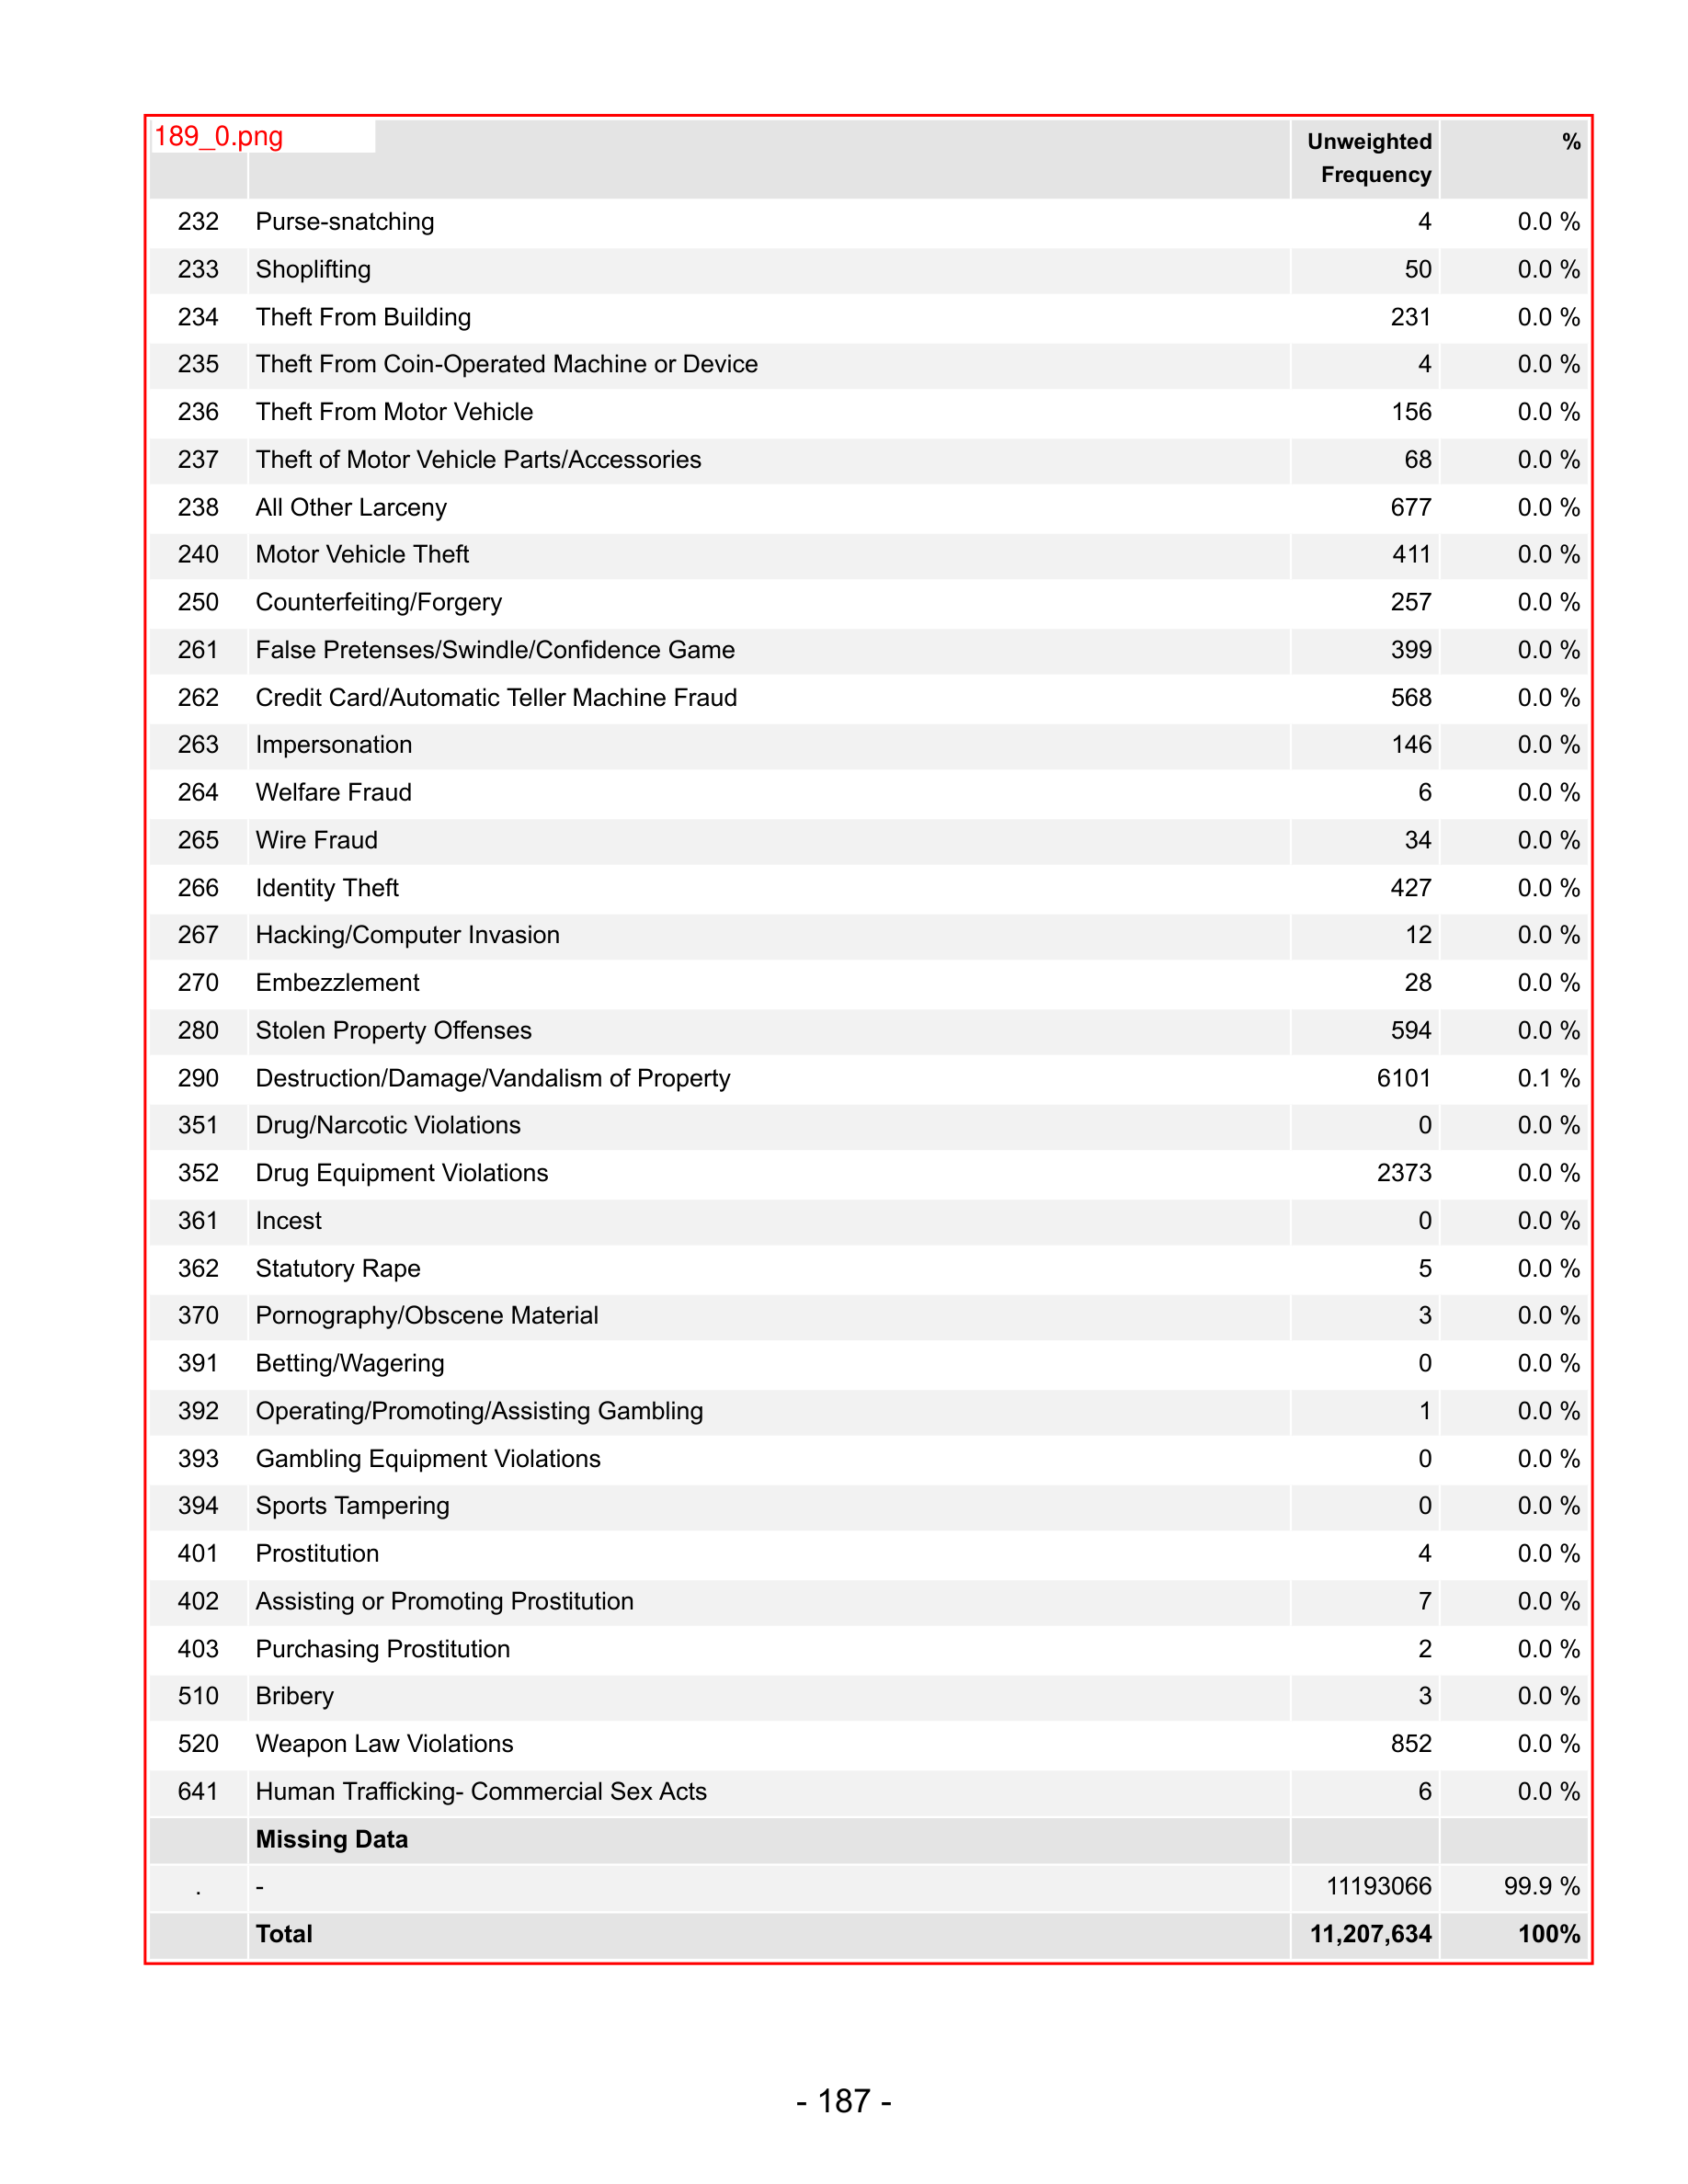 189_0.png
Unweighted Frequency %
232 Purse-snatching 4 0.0 %
233 Shoplifting 50 0.0 %
234 Theft From Building 231 0.0 %
235 Theft From Coin-Operated Machine or Device 4 0.0 %
236 Theft From Motor Vehicle 156 0.0 %
237 Theft of Motor Vehicle Parts/Accessories 68 0.0 %
238 All Other Larceny 677 0.0 %
240 Motor Vehicle Theft 411 0.0 %
250 Counterfeiting/Forgery 257 0.0 %
261 False Pretenses/Swindle/Confidence Game 399 0.0 %
262 Credit Card/Automatic Teller Machine Fraud 568 0.0 %
263 Impersonation 146 0.0 %
264 Welfare Fraud 6 0.0 %
265 Wire Fraud 34 0.0 %
266 Identity Theft 427 0.0 %
267 Hacking/Computer Invasion 12 0.0 %
270 Embezzlement 28 0.0 %
280 Stolen Property Offenses 594 0.0 %
290 Destruction/Damage/Vandalism of Property 6101 0.1 %
351 Drug/Narcotic Violations 0 0.0 %
352 Drug Equipment Violations 2373 0.0 %
361 Incest 0 0.0 %
362 Statutory Rape 5 0.0 %
370 Pornography/Obscene Material 3 0.0 %
391 Betting/Wagering 0 0.0 %
392 Operating/Promoting/Assisting Gambling 1 0.0 %
393 Gambling Equipment Violations 0 0.0 %
394 Sports Tampering 0 0.0 %
401 Prostitution 4 0.0 %
402 Assisting or Promoting Prostitution 7 0.0 %
403 Purchasing Prostitution 2 0.0 %
510 Bribery 3 0.0 %
520 Weapon Law Violations 852 0.0 %
641 Human Trafficking- Commercial Sex Acts 6 0.0 %
Missing Data
. - 11193066 99.9 %
Total 11,207,634 100%
- 187 -